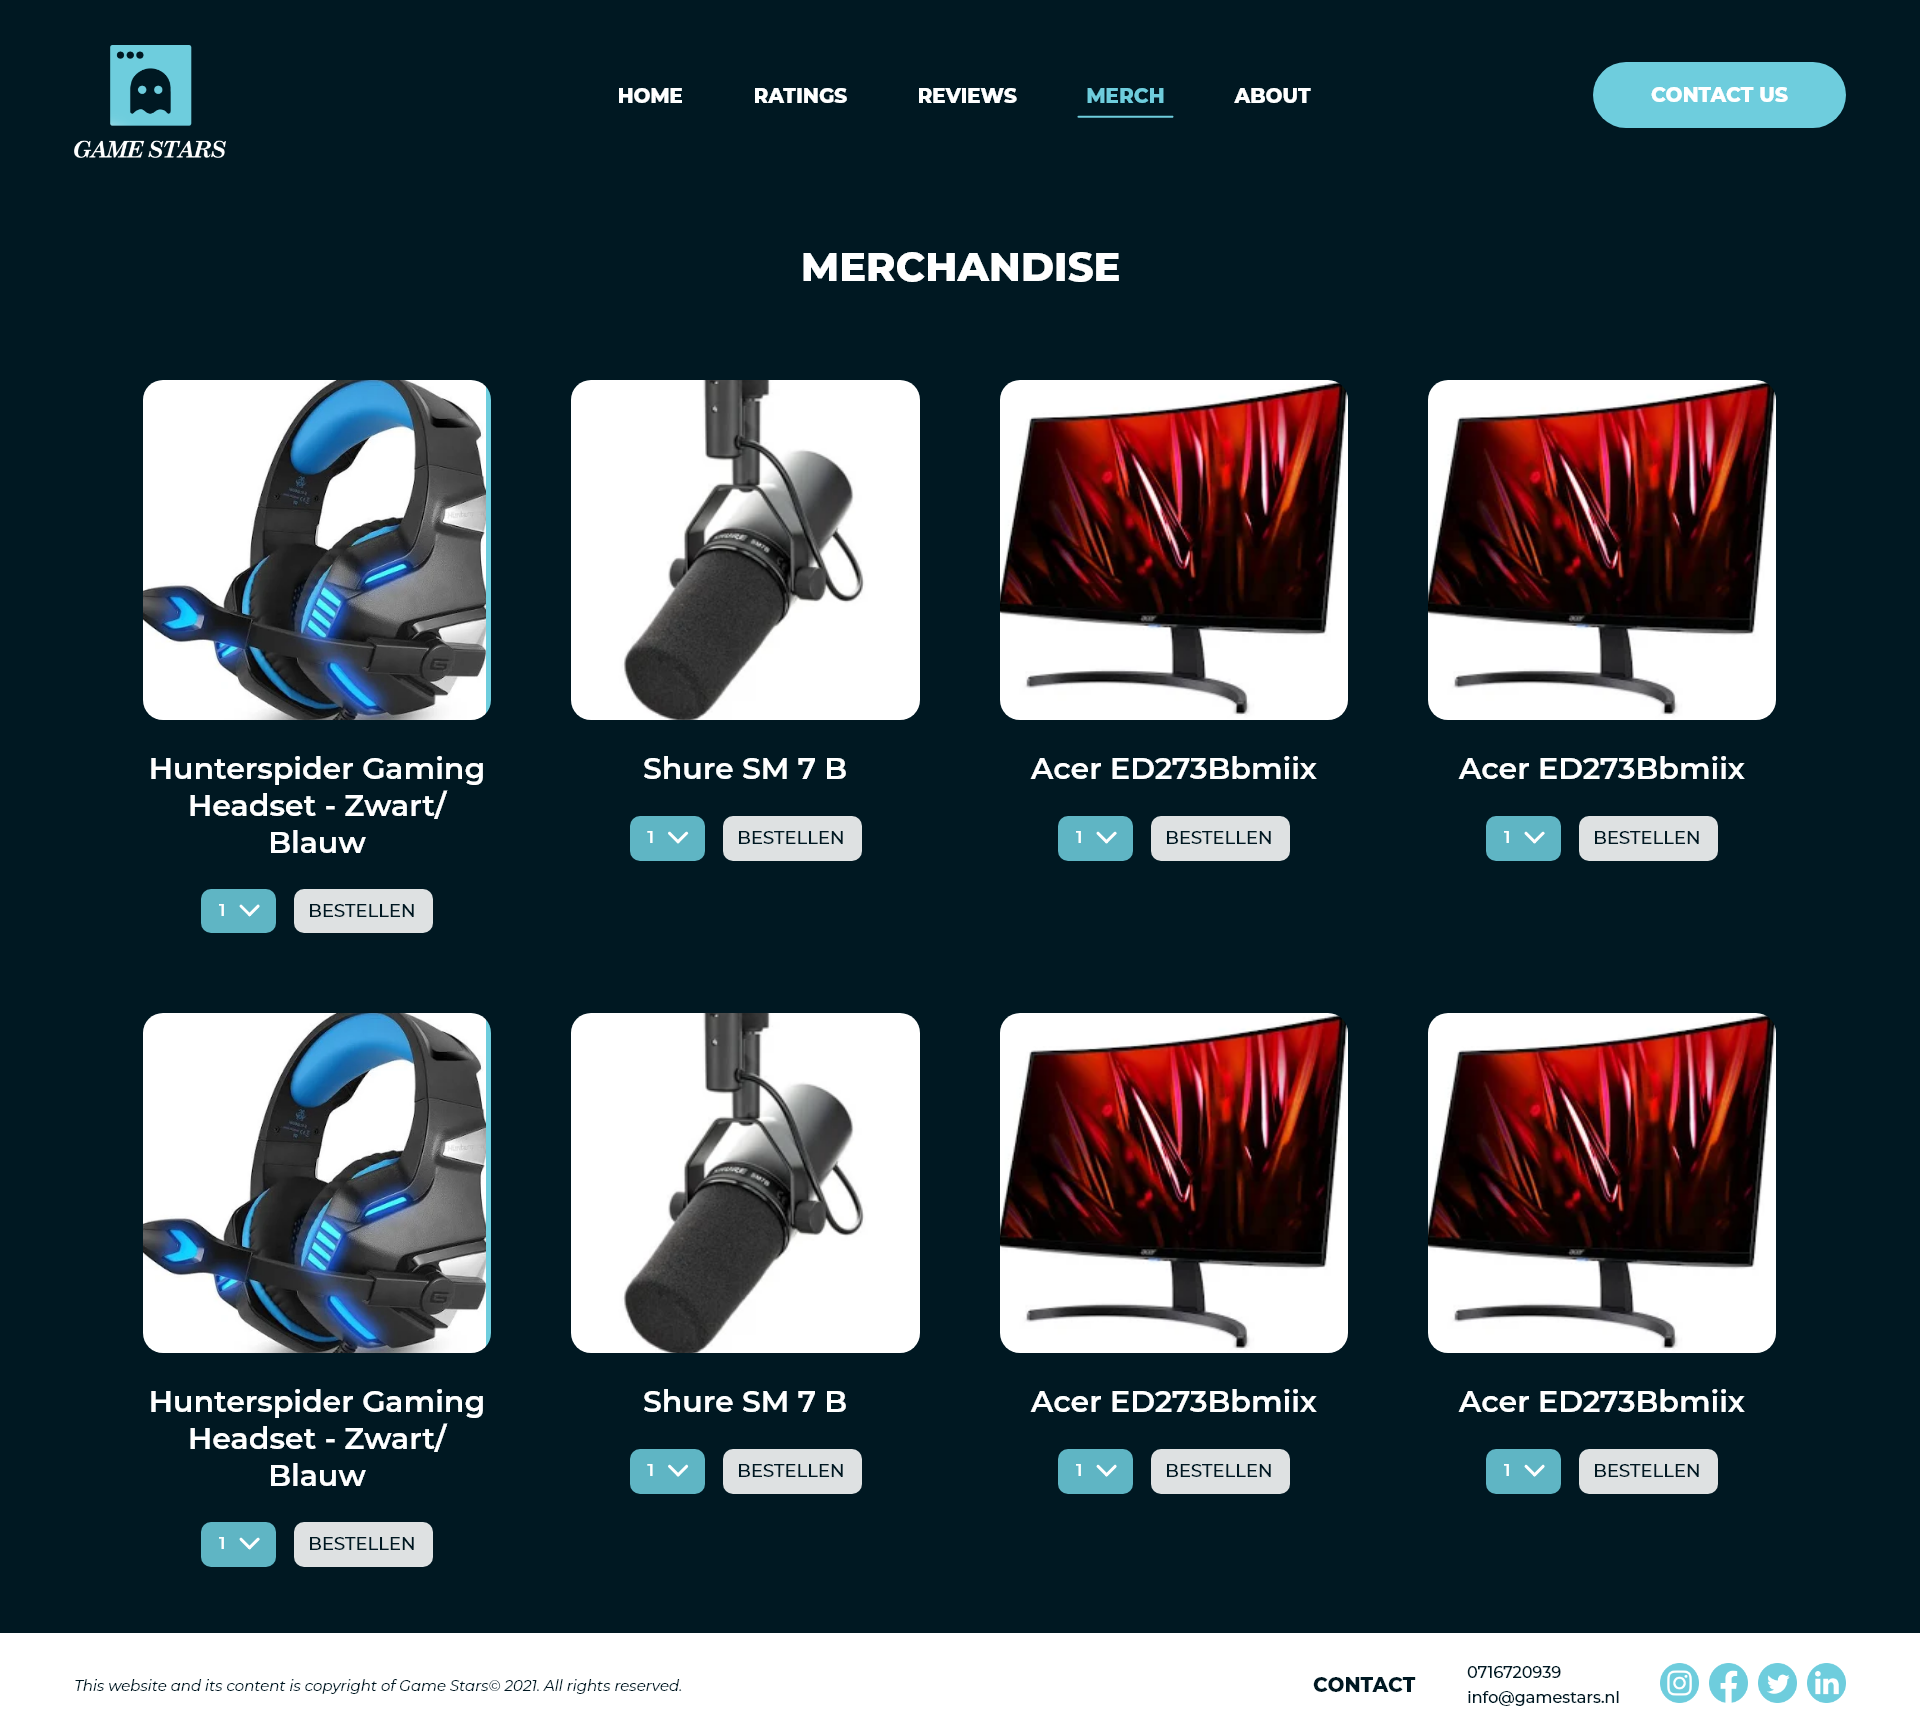 GAME STARS
HOME RATINGS REVIEWS MERCH ABOUT
CONTACT US
MERCHANDISE
Hunterspider Gaming
Headset - Zwart/
Blauw
1 BESTELLEN
Shure SM 7 B
1 BESTELLEN
Acer ED273Bbmiix
1 BESTELLEN
Acer ED273Bbmiix
1 BESTELLEN
Hunterspider Gaming
Headset - Zwart/
Blauw
1 BESTELLEN
Shure SM 7 B
1 BESTELLEN
Acer ED273Bbmiix
1 BESTELLEN
Acer ED273Bbmiix
1 BESTELLEN
This website and its content is copyright of Game Stars© 2021. All rights reserved.
CONTACT
0716720939
info@gamestars.nl